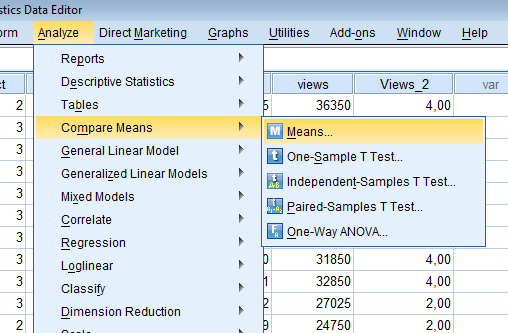 stics Data Editor
orm Analyze Direct Marketing Graphs Utilities Add-ons Window Help
ct views Views_2 var
Reports
2 Descriptive Statistics 5 36350 4,00
3 Tables
3 Compare Means
Means...
3 General Linear Model
One-Sample T Test...
3 Generalized Linear Models
Independent-Samples T Test...
3 Mixed Models
Paired-Samples T Test...
3 Correlate
One-Way ANOVA...
3 Regression 0 31850 4,00
3 Loglinear 1 32850 4,00
3 Classify 2 27025 2,00
3 Dimension Reduction 9 24750 2,00